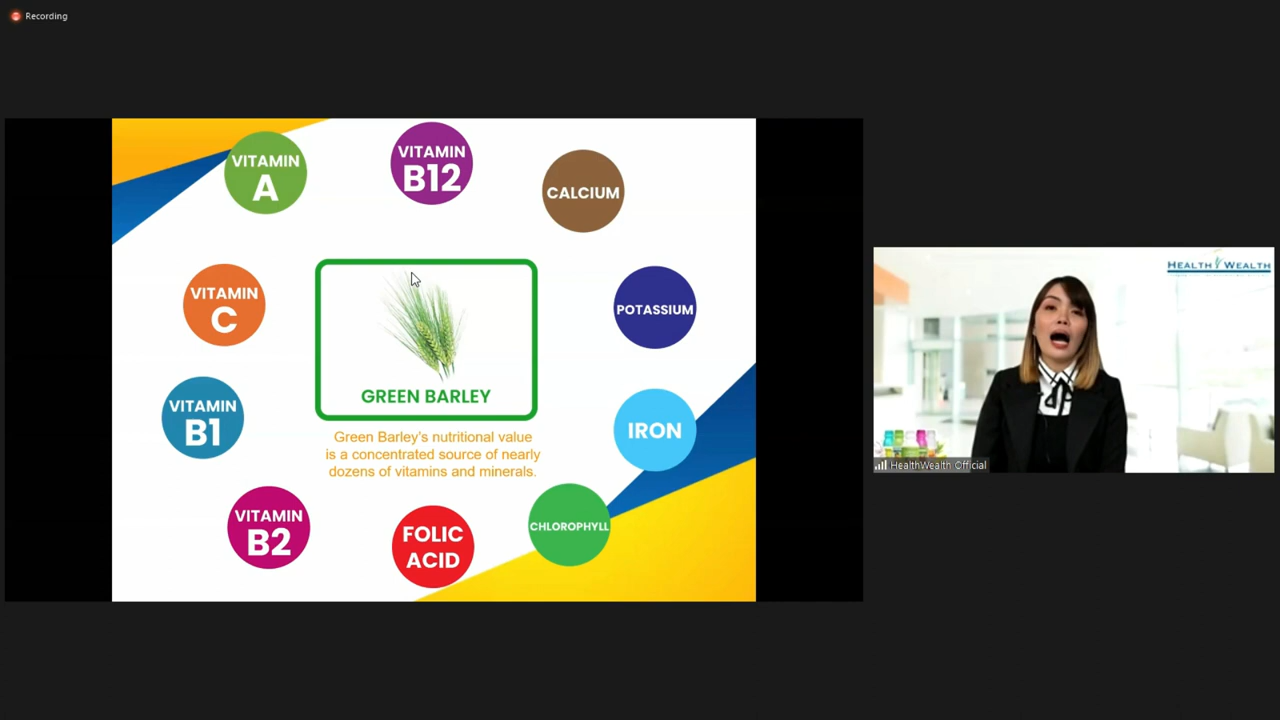 Recording
VITAMIN
A
VITAMIN
B12
CALCIUM
VITAMIN
C
POTASSIUM
GREEN BARLEY
VITAMIN
B1
IRON
Green Barley's nutritional value
is a concentrated source of nearly
dozens of vitamins and minerals.
VITAMIN
B2
FOLIC
ACID
CHLOROPHYLL
HEALTH WEALTH
HealthWealth Official